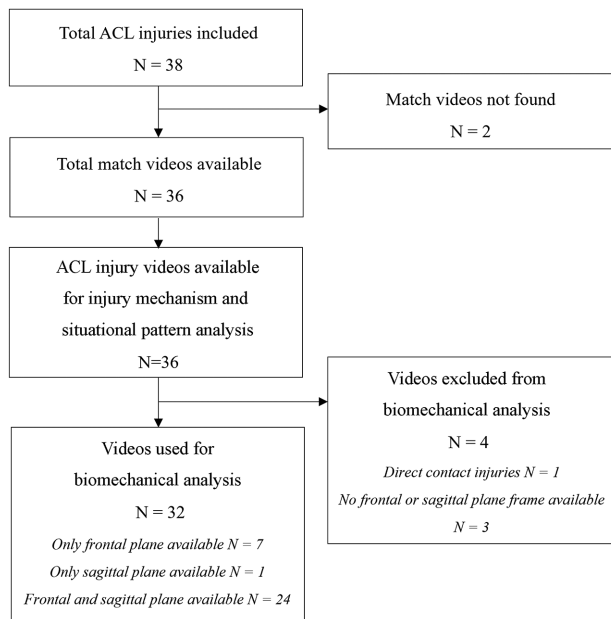 Total ACL injuries included
N = 38
Match videos not found
N = 2
Total match videos available
N = 36
ACL injury videos available
for injury mechanism and
situational pattern analysis
N=36
Videos excluded from
biomechanical analysis
N = 4
Direct contact injuries N = 1
No frontal or sagittal plane frame available
N = 3
Videos used for
biomechanical analysis
N = 32
Only frontal plane available N = 7
Only sagittal plane available N = 1
Frontal and sagittal plane available N = 24